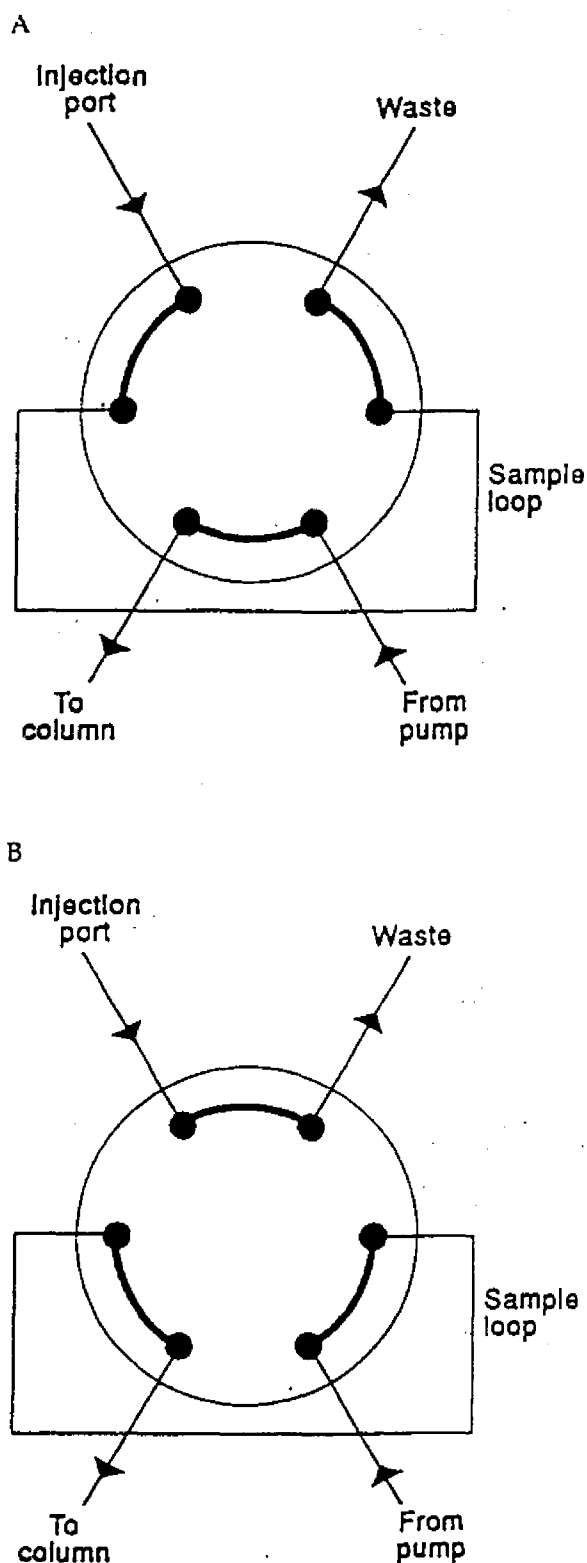 A
Injection
port
Waste
Sample
loop
To
column
From
pump
B
Injection
port
Waste
Sample
loop
To
column
From
pump